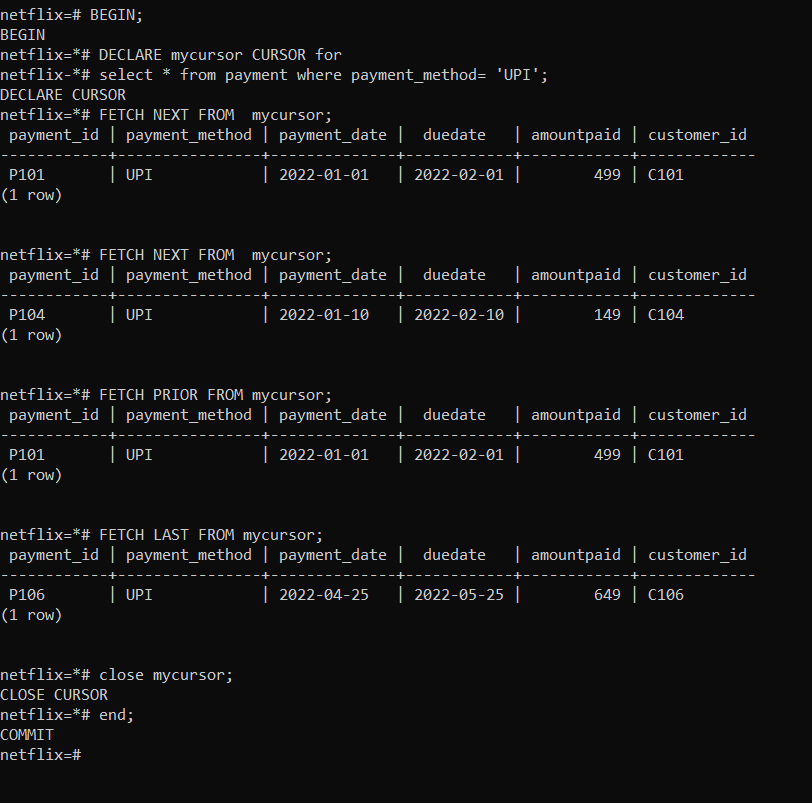 netflix=# BEGIN;
BEGIN
netflix=*# DECLARE mycursor CURSOR for
netflix-*# select * from payment where payment_method= 'UPI';
DECLARE CURSOR
netflix=*# FETCH NEXT FROM  mycursor;
 payment_id | payment_method | payment_date |  duedate   | amountpaid | customer_id
------------+----------------+--------------+------------+------------+-------------
 P101       | UPI            | 2022-01-01   | 2022-02-01 |        499 | C101
(1 row)

netflix=*# FETCH NEXT FROM  mycursor;
 payment_id | payment_method | payment_date |  duedate   | amountpaid | customer_id
------------+----------------+--------------+------------+------------+-------------
 P104       | UPI            | 2022-01-10   | 2022-02-10 |        149 | C104
(1 row)

netflix=*# FETCH PRIOR FROM mycursor;
 payment_id | payment_method | payment_date |  duedate   | amountpaid | customer_id
------------+----------------+--------------+------------+------------+-------------
 P101       | UPI            | 2022-01-01   | 2022-02-01 |        499 | C101
(1 row)

netflix=*# FETCH LAST FROM mycursor;
 payment_id | payment_method | payment_date |  duedate   | amountpaid | customer_id
------------+----------------+--------------+------------+------------+-------------
 P106       | UPI            | 2022-04-25   | 2022-05-25 |        649 | C106
(1 row)

netflix=*# close mycursor;
CLOSE CURSOR
netflix=*# end;
COMMIT
netflix=#